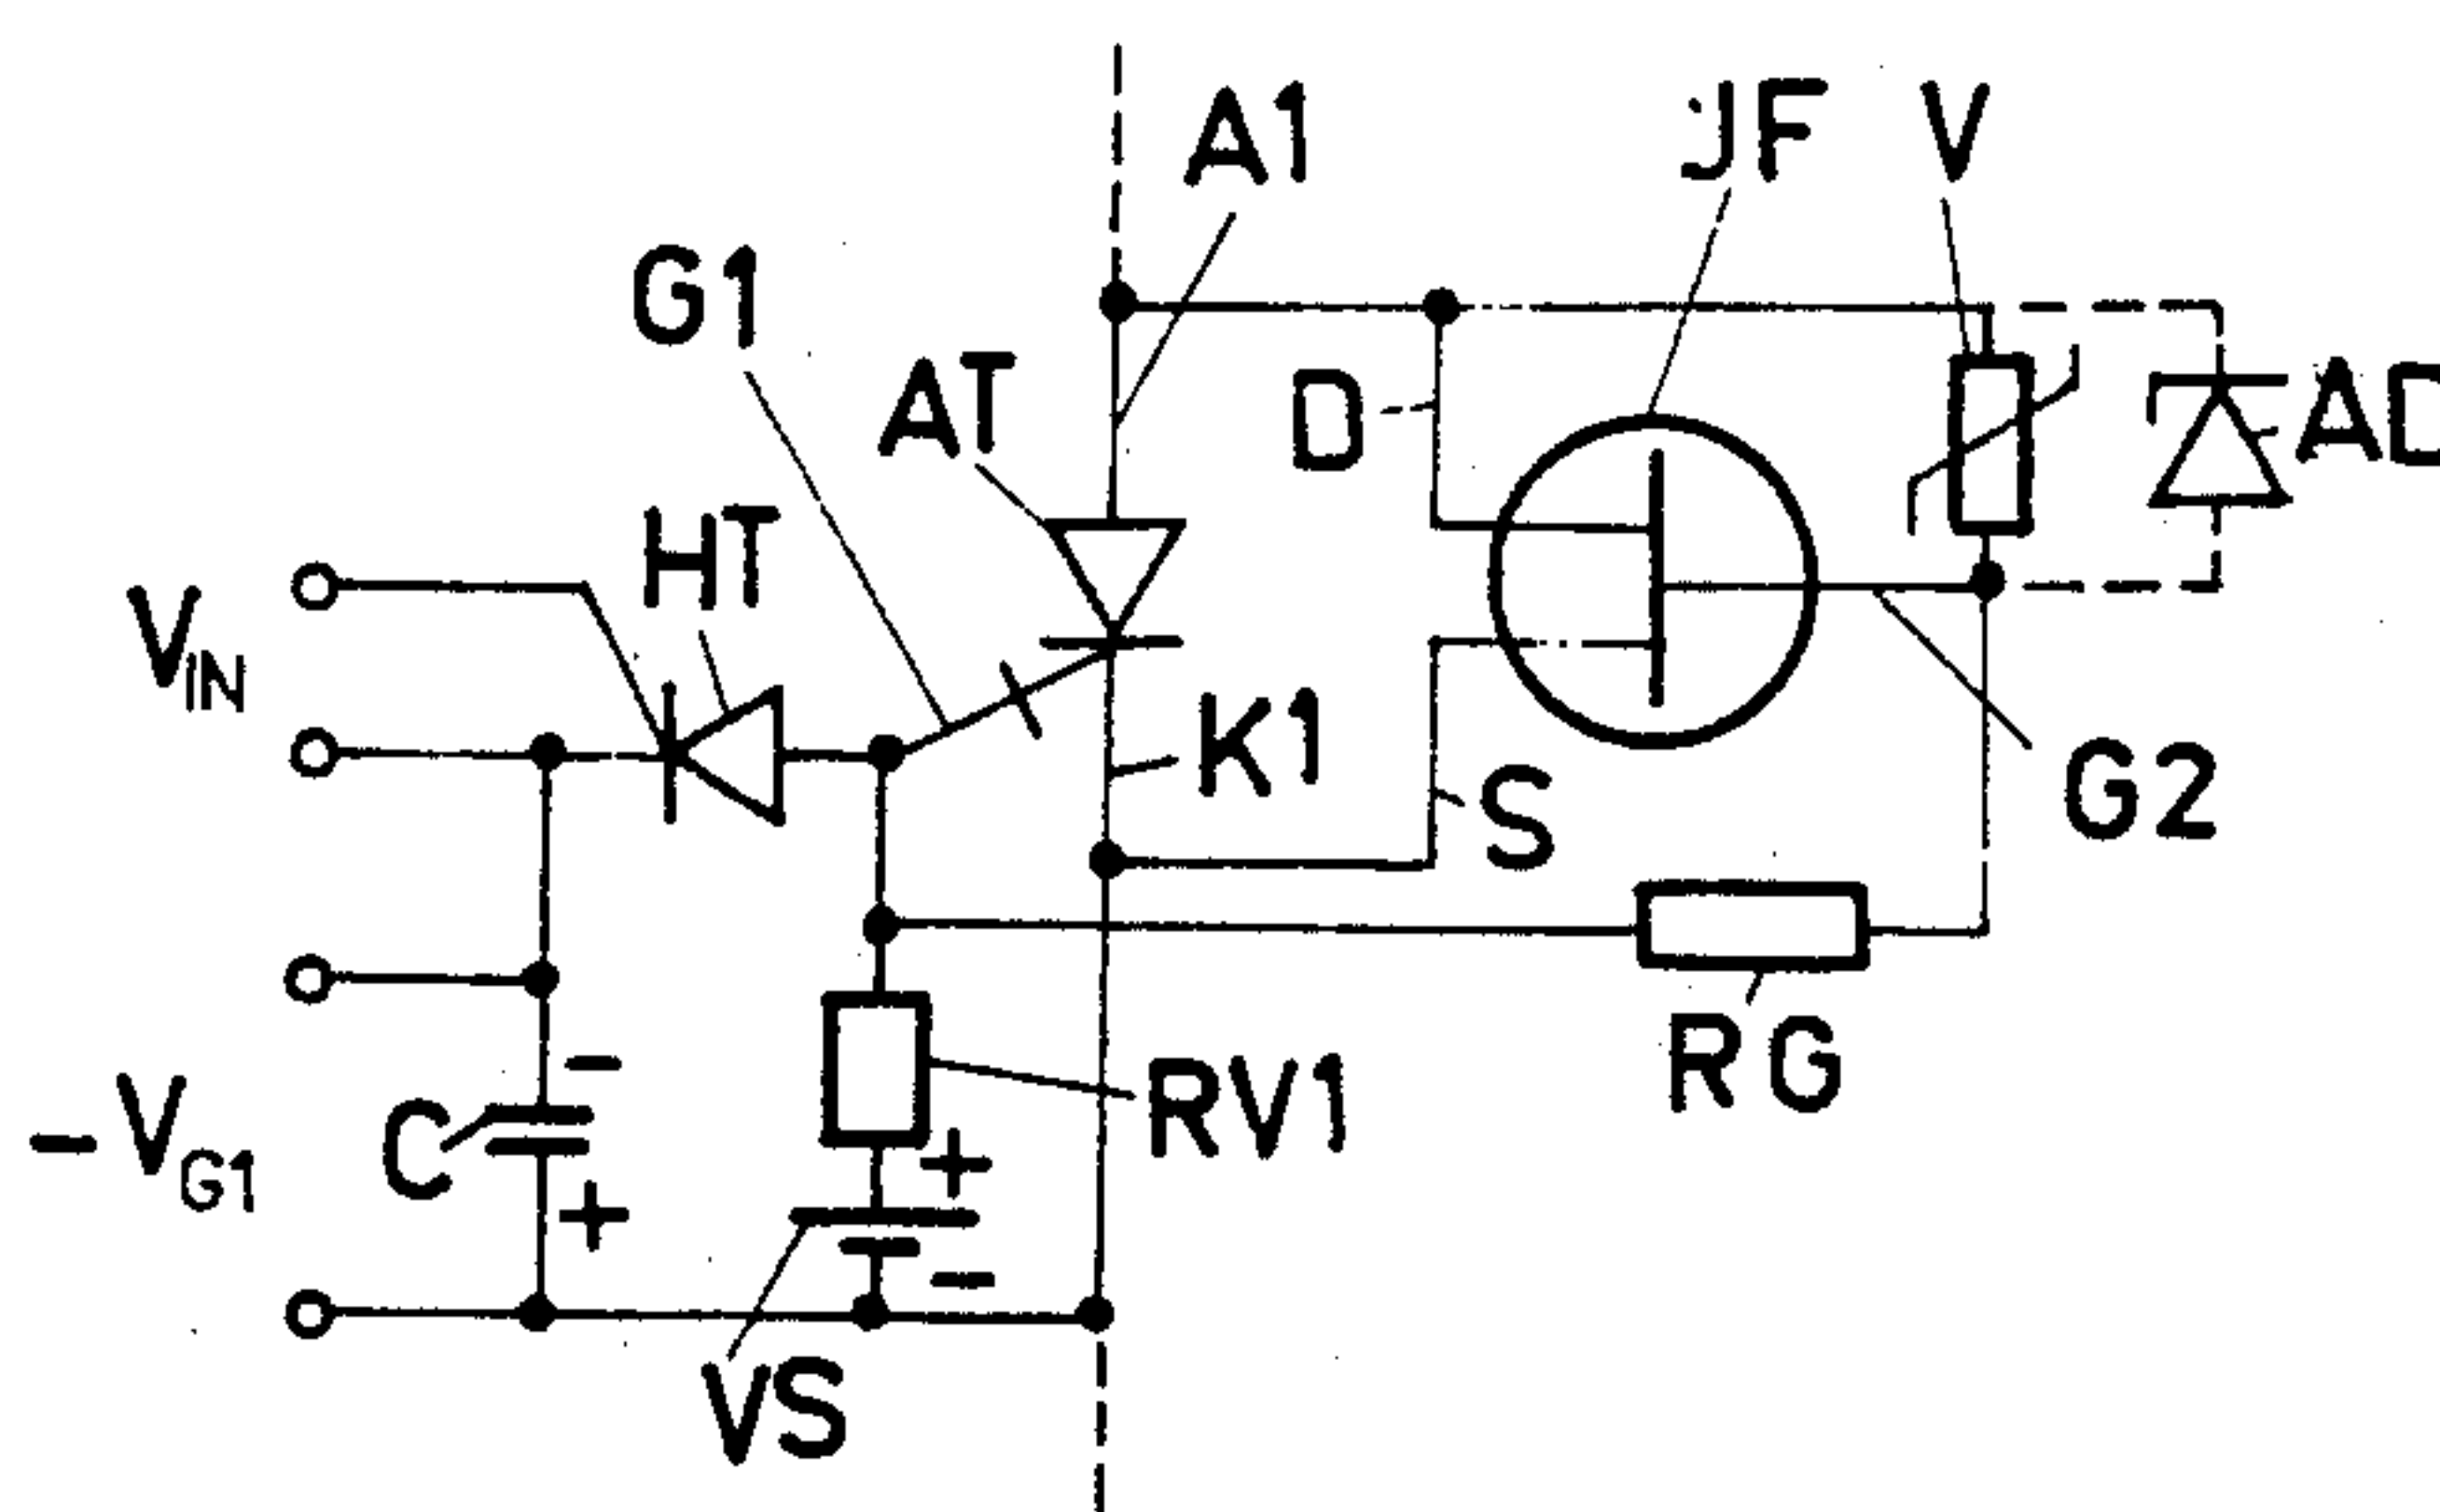 A1
JF
V
G1
AT
D
AD
HT
V_IN
K1
S
G2
RG
RV1
-
+
C
- V_G1
+
-
VS